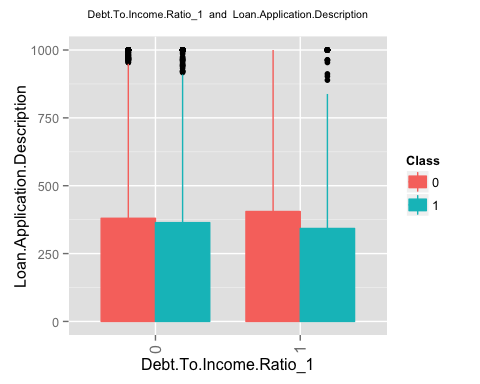 Debt.To.Income.Ratio_1 and Loan.Application.Description
Loan.Application.Description
1000
750
500
250
0
0
1
Debt.To.Income.Ratio_1
Class
0
1